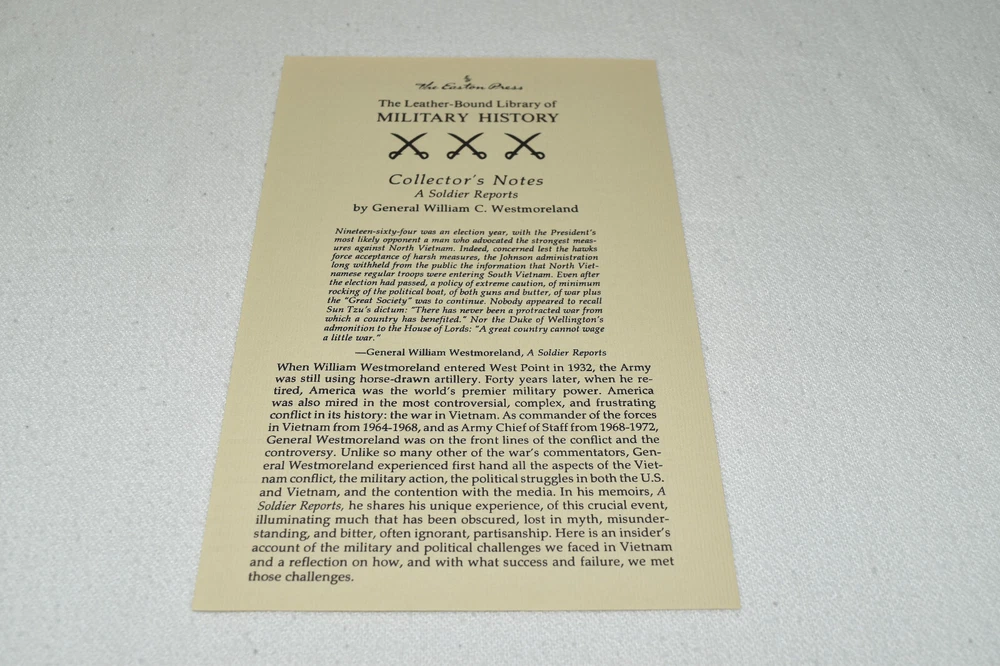 The Easton Press
The Leather-Bound Library of
MILITARY HISTORY
Collector's Notes
A Soldier Reports
by General William C. Westmoreland
Nineteen-sixty-four was an election year, with the President's
most likely opponent a man who advocated the strongest meas-
ures against North Vietnam. Indeed, concerned lest the hawks
force acceptance of harsh measures, the Johnson administration
long withheld from the public the information that North Viet-
namese regular troops were entering South Vietnam. Even after
the election had passed, a policy of extreme caution, of minimum
rocking of the political boat, of both guns and butter, of war plus
the "Great Society" was to continue. Nobody appeared to recall
Sun Tzu's dictum: "There has never been a protracted war from
which a country has benefited." Nor the Duke of Wellington's
admonition to the House of Lords: "A great country cannot wage
a little war."
—General William Westmoreland, A Soldier Reports
When William Westmoreland entered West Point in 1932, the Army
was still using horse-drawn artillery. Forty years later, when he re-
tired, America was the world's premier military power. America
was also mired in the most controversial, complex, and frustrating
conflict in its history: the war in Vietnam. As commander of the forces
in Vietnam from 1964-1968, and as Army Chief of Staff from 1968-1972,
General Westmoreland was on the front lines of the conflict and the
controversy. Unlike so many other of the war's commentators, Gen-
eral Westmoreland experienced first hand all the aspects of the Viet-
nam conflict, the military action, the political struggles in both the U.S.
and Vietnam, and the contention with the media. In his memoirs, A
Soldier Reports, he shares his unique experience, of this crucial event,
illuminating much that has been obscured, lost in myth, misunder-
standing, and bitter, often ignorant, partisanship. Here is an insider's
account of the military and political challenges we faced in Vietnam
and a reflection on how, and with what success and failure, we met
those challenges.